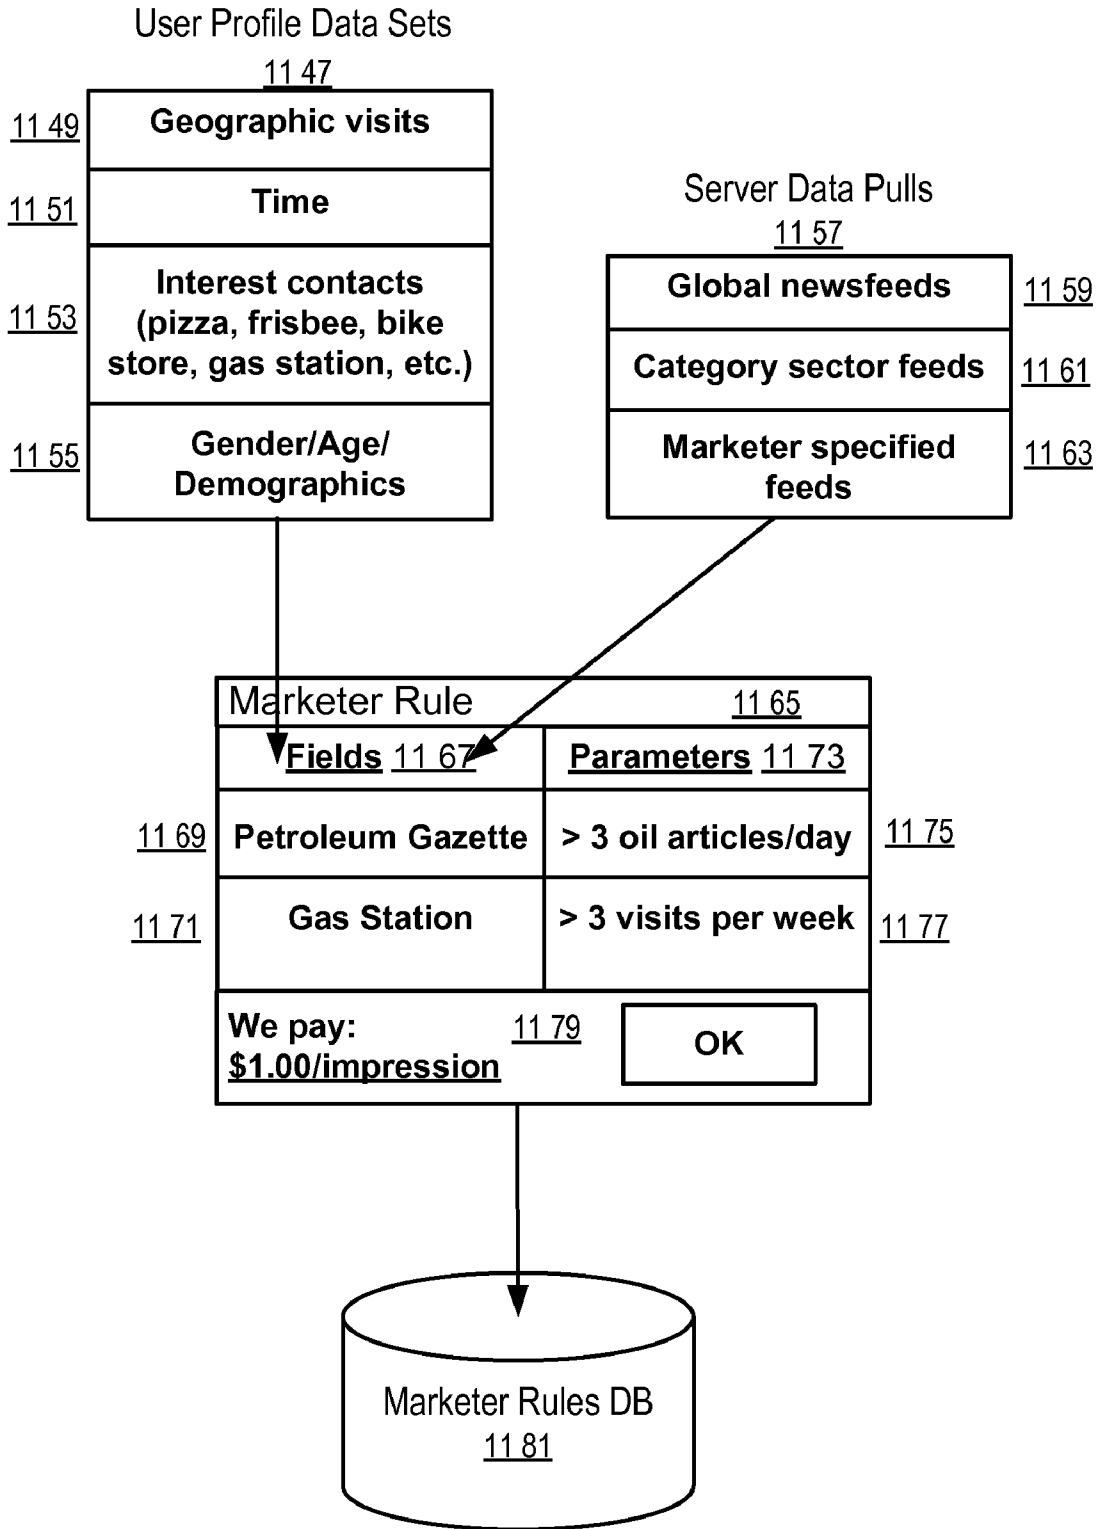 User Profile Data Sets
11 47
11 49
Geographic visits
11 51
Time
11 53
Interest contacts
(pizza, frisbee, bike
store, gas station, etc.)
11 55
Gender/Age/
Demographics
Server Data Pulls
11 57
Global newsfeeds
11 59
Category sector feeds
11 61
Marketer specified
feeds
11 63
Marketer Rule 11 65
Fields 11 67 Parameters 11 73
11 69 Petroleum Gazette > 3 oil articles/day 11 75
11 71 Gas Station > 3 visits per week 11 77
We pay: 11 79 OK
$1.00/impression
Marketer Rules DB
11 81